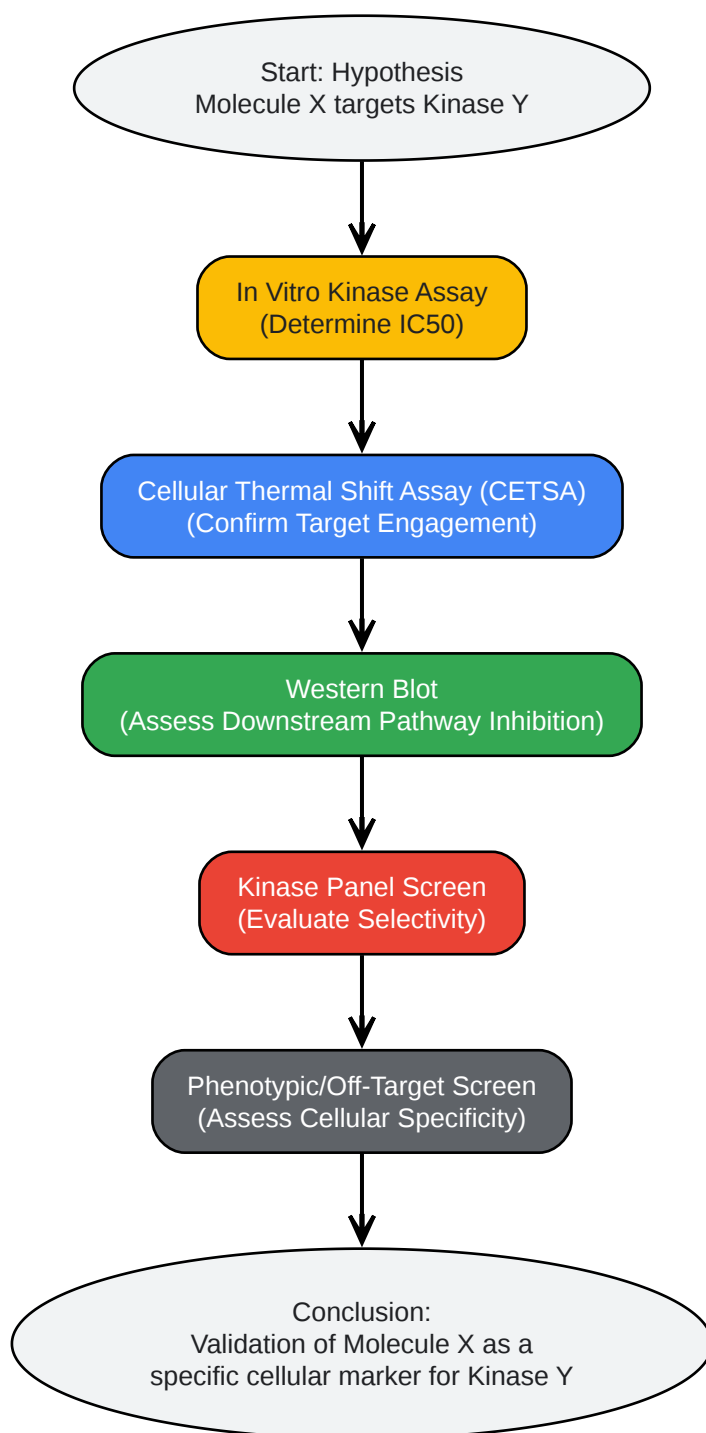 Start: Hypothesis
Molecule X targets Kinase Y
In Vitro Kinase Assay
(Determine IC50)
Cellular Thermal Shift Assay (CETSA)
(Confirm Target Engagement)
Western Blot
(Assess Downstream Pathway Inhibition)
Kinase Panel Screen
(Evaluate Selectivity)
Phenotypic/Off-Target Screen
(Assess Cellular Specificity)
Conclusion:
Validation of Molecule X as a
specific cellular marker for Kinase Y